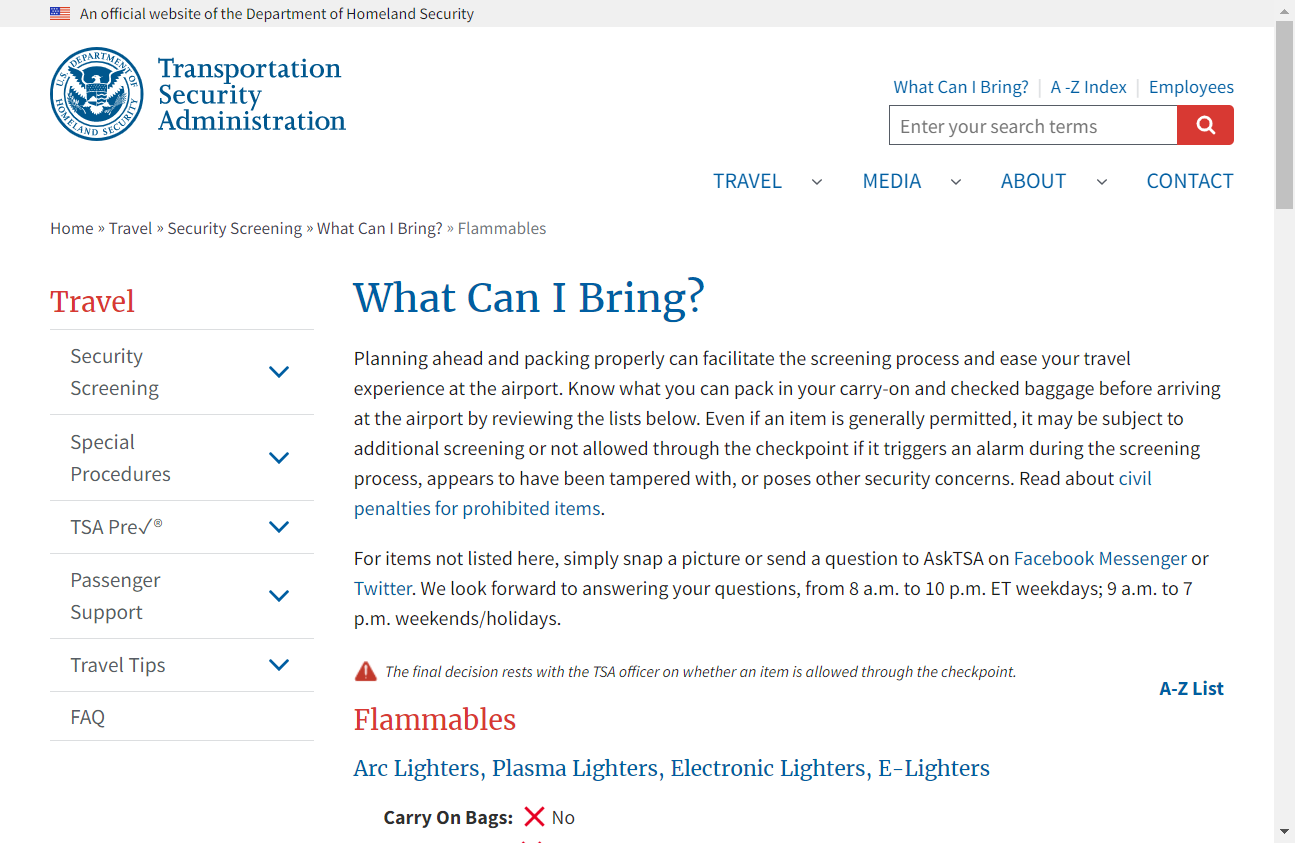 An official website of the Department of Homeland Security
U.S. DEPARTMENT OF HOMELAND SECURITY
Transportation
Security
Administration
What Can I Bring? | A -Z Index | Employees
Enter your search terms
TRAVEL MEDIA ABOUT CONTACT
Home » Travel » Security Screening » What Can I Bring? » Flammables
Travel
Security
Screening
Special
Procedures
TSA Pre✓®
Passenger
Support
Travel Tips
FAQ
What Can I Bring?
Planning ahead and packing properly can facilitate the screening process and ease your travel
experience at the airport. Know what you can pack in your carry-on and checked baggage before arriving
at the airport by reviewing the lists below. Even if an item is generally permitted, it may be subject to
additional screening or not allowed through the checkpoint if it triggers an alarm during the screening
process, appears to have been tampered with, or poses other security concerns. Read about civil
penalties for prohibited items.
For items not listed here, simply snap a picture or send a question to AskTSA on Facebook Messenger or
Twitter. We look forward to answering your questions, from 8 a.m. to 10 p.m. ET weekdays; 9 a.m. to 7
p.m. weekends/holidays.
The final decision rests with the TSA officer on whether an item is allowed through the checkpoint.
A-Z List
Flammables
Arc Lighters, Plasma Lighters, Electronic Lighters, E-Lighters
Carry On Bags: No